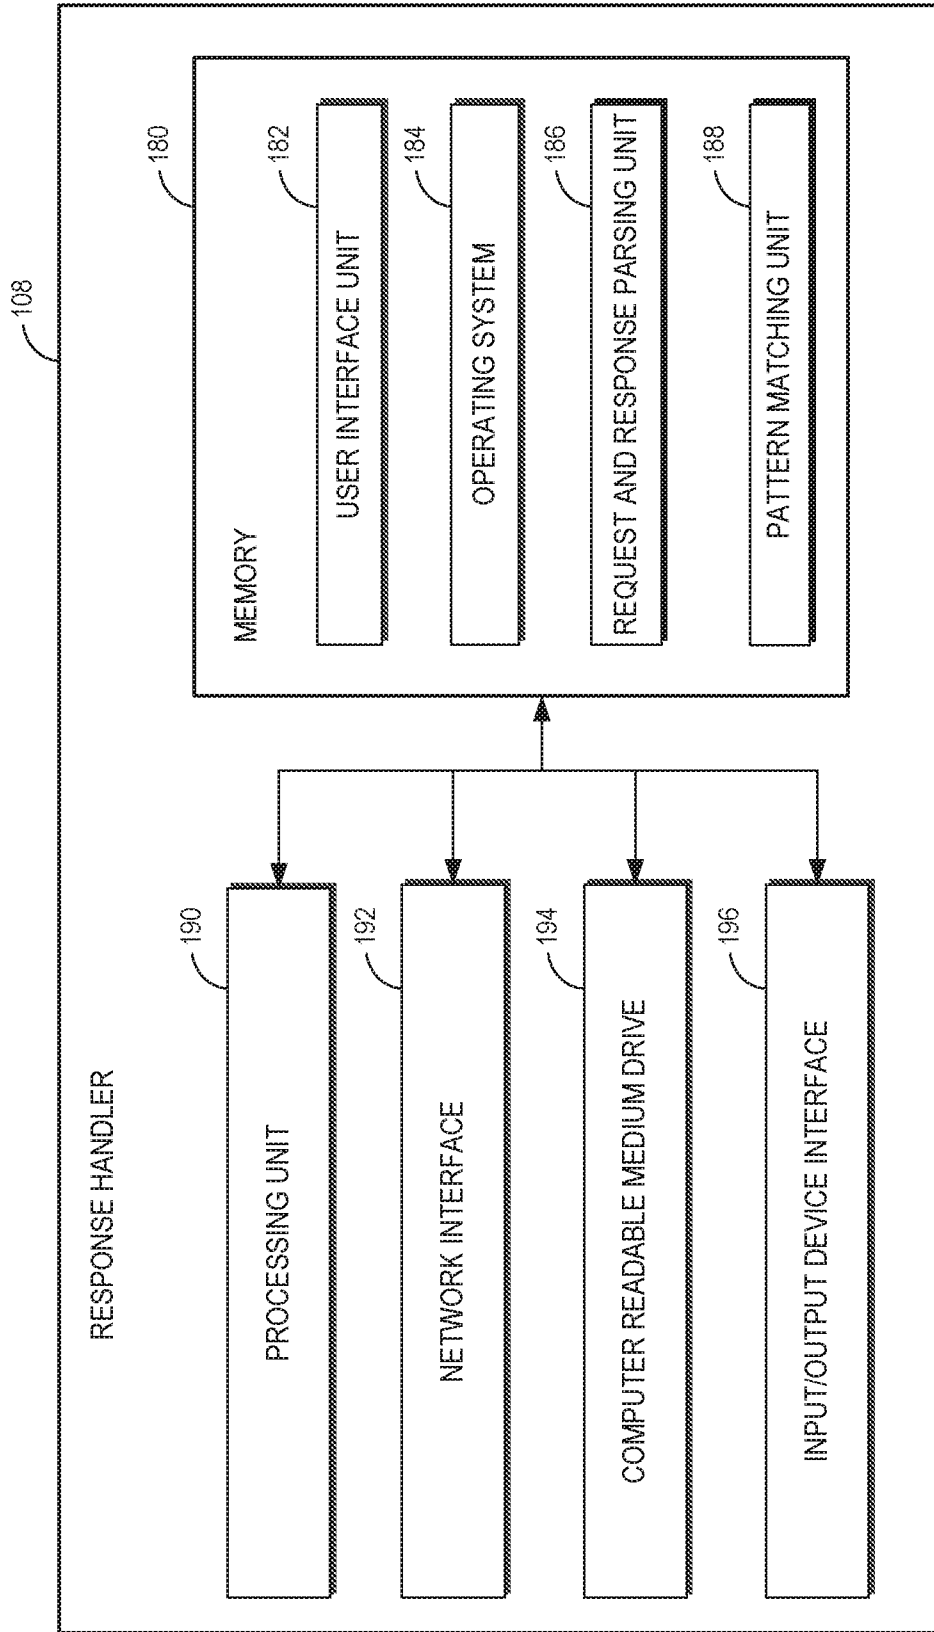 108
RESPONSE HANDLER
190
PROCESSING UNIT
192
NETWORK INTERFACE
194
COMPUTER READABLE MEDIUM DRIVE
196
INPUT/OUTPUT DEVICE INTERFACE
180
MEMORY
182
USER INTERFACE UNIT
184
OPERATING SYSTEM
186
REQUEST AND RESPONSE PARSING UNIT
188
PATTERN MATCHING UNIT